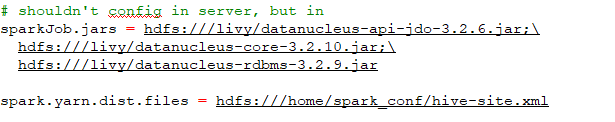 # shouldn't config in server, but in
sparkJob.jars = hdfs:///livy/datanucleus-api-jdo-3.2.6.jar;\
hdfs:///livy/datanucleus-core-3.2.10.jar;\
hdfs:///livy/datanucleus-rdbms-3.2.9.jar
spark.yarn.dist.files = hdfs:///home/spark_conf/hive-site.xml